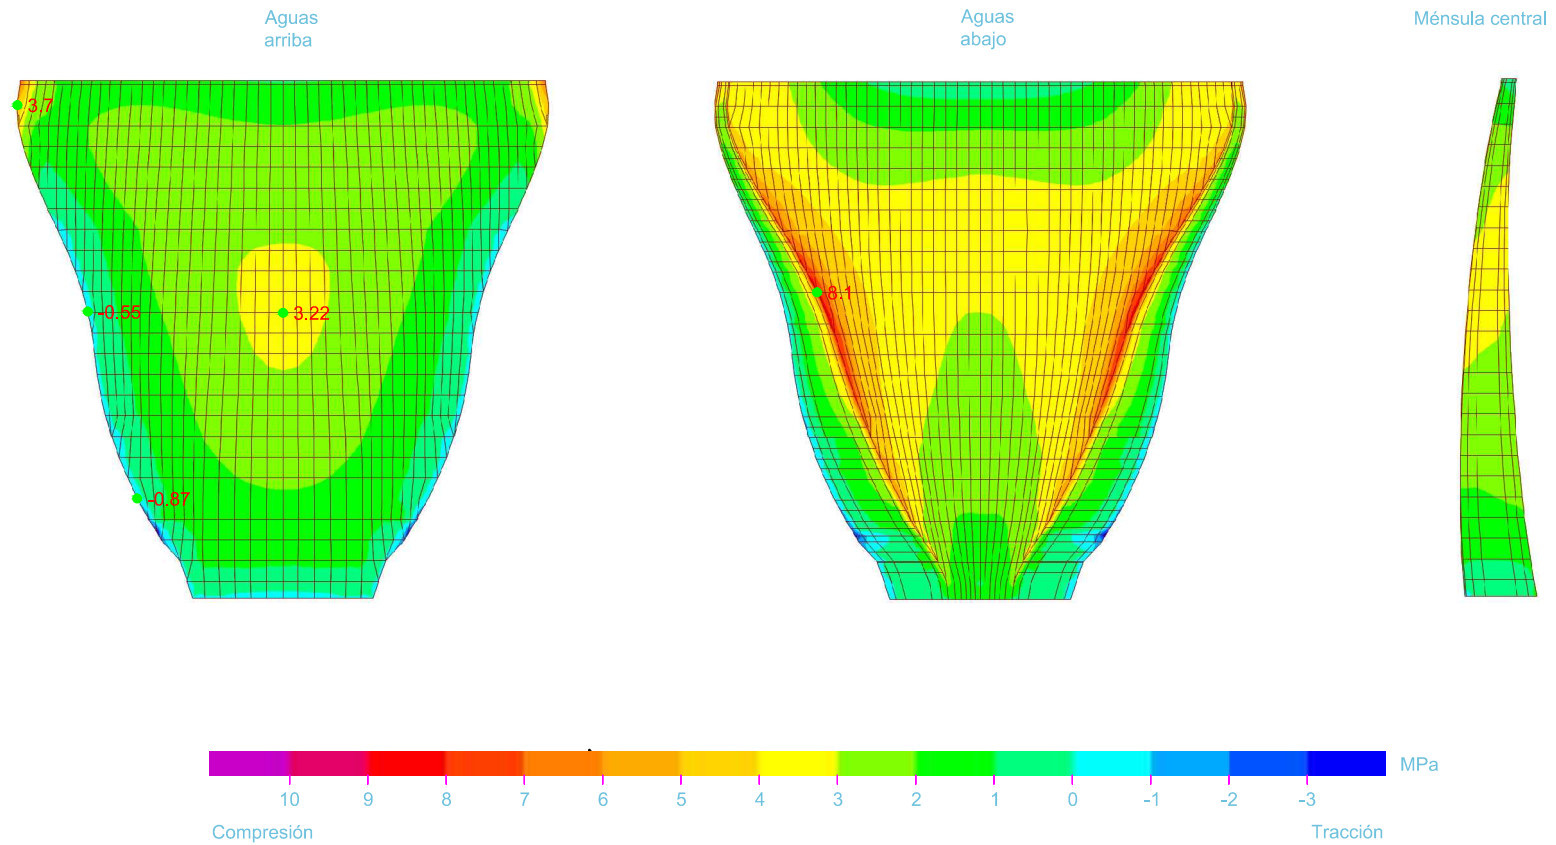 Aguas
arriba
Aguas
abajo
Ménsula central
3.7
-0.55
3.22
-0.87
8.1
MPa
10 9 8 7 6 5 4 3 2 1 0 -1 -2 -3
Compresión
Tracción